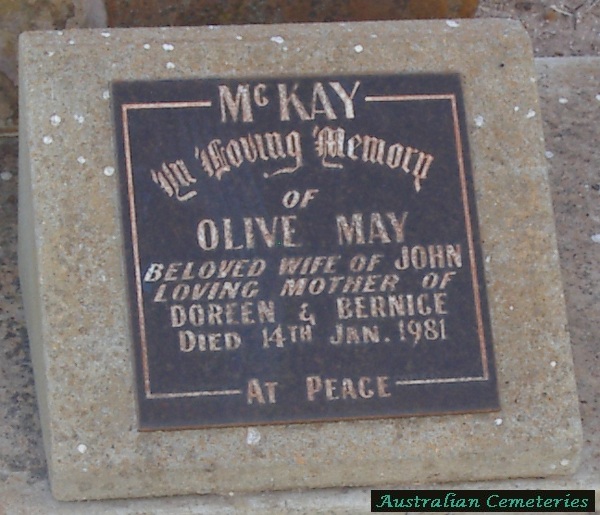 McKAY
In Loving Memory
OF
OLIVE MAY
BELOVED WIFE OF JOHN
LOVING MOTHER OF
DOREEN & BERNICE
DIED 14TH JAN. 1981
AT PEACE
Australian Cemeteries